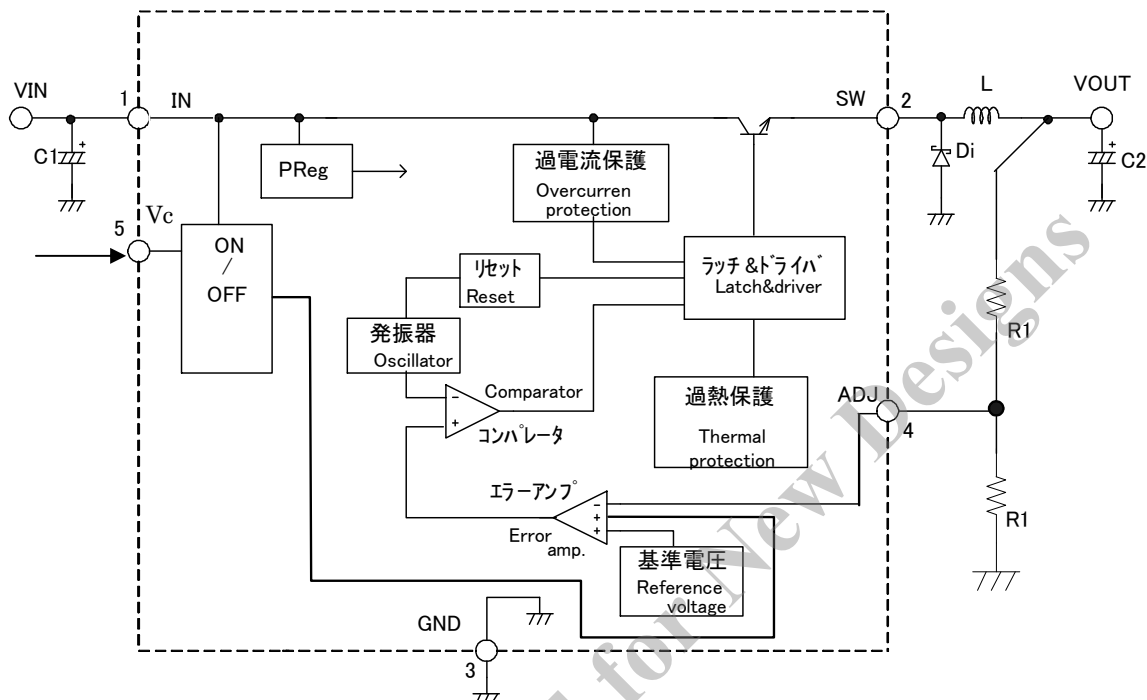 VIN
1
IN
SW
2
L
VOUT
C1
+
PReg
過電流保護
Overcurren
protection
Di
+
C2
5
Vc
ON
/
OFF
リセット
Reset
ラッチ&ドライバ
Latch&driver
R1
発振器
Oscillator
−
+
Comparator
コンパレータ
過熱保護
Thermal
protection
ADJ
4
エラーアンプ
Error
amp.
−
+
+
基準電圧
Reference
voltage
R1
GND
3
for New Designs